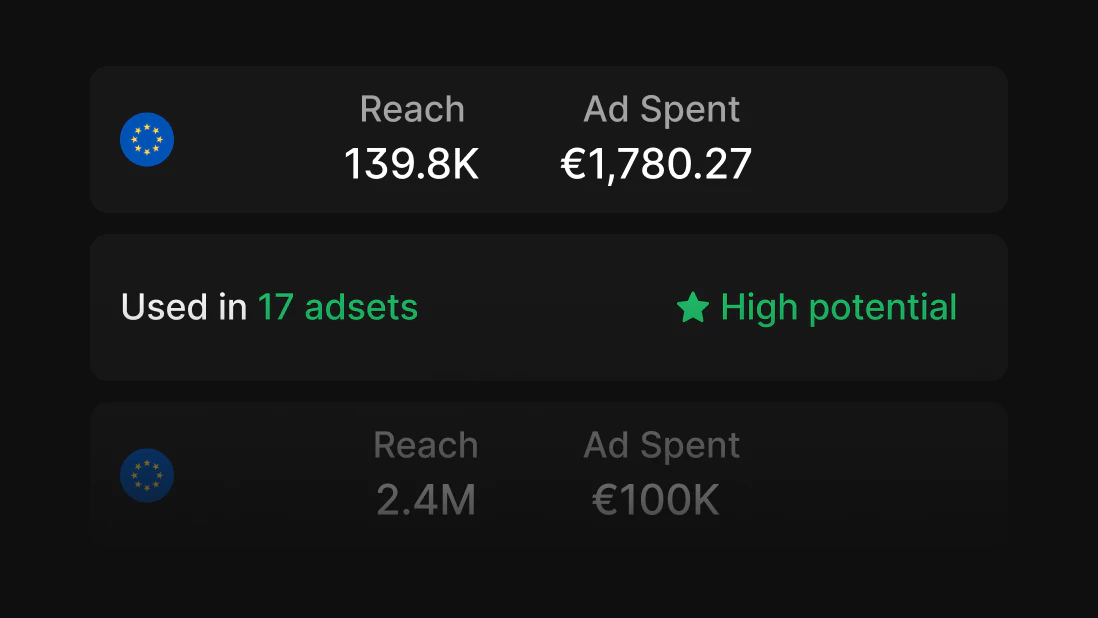 Reach Ad Spent
139.8K €1,780.27
Used in 17 adsets High potential
Reach Ad Spent
2.4M €100K